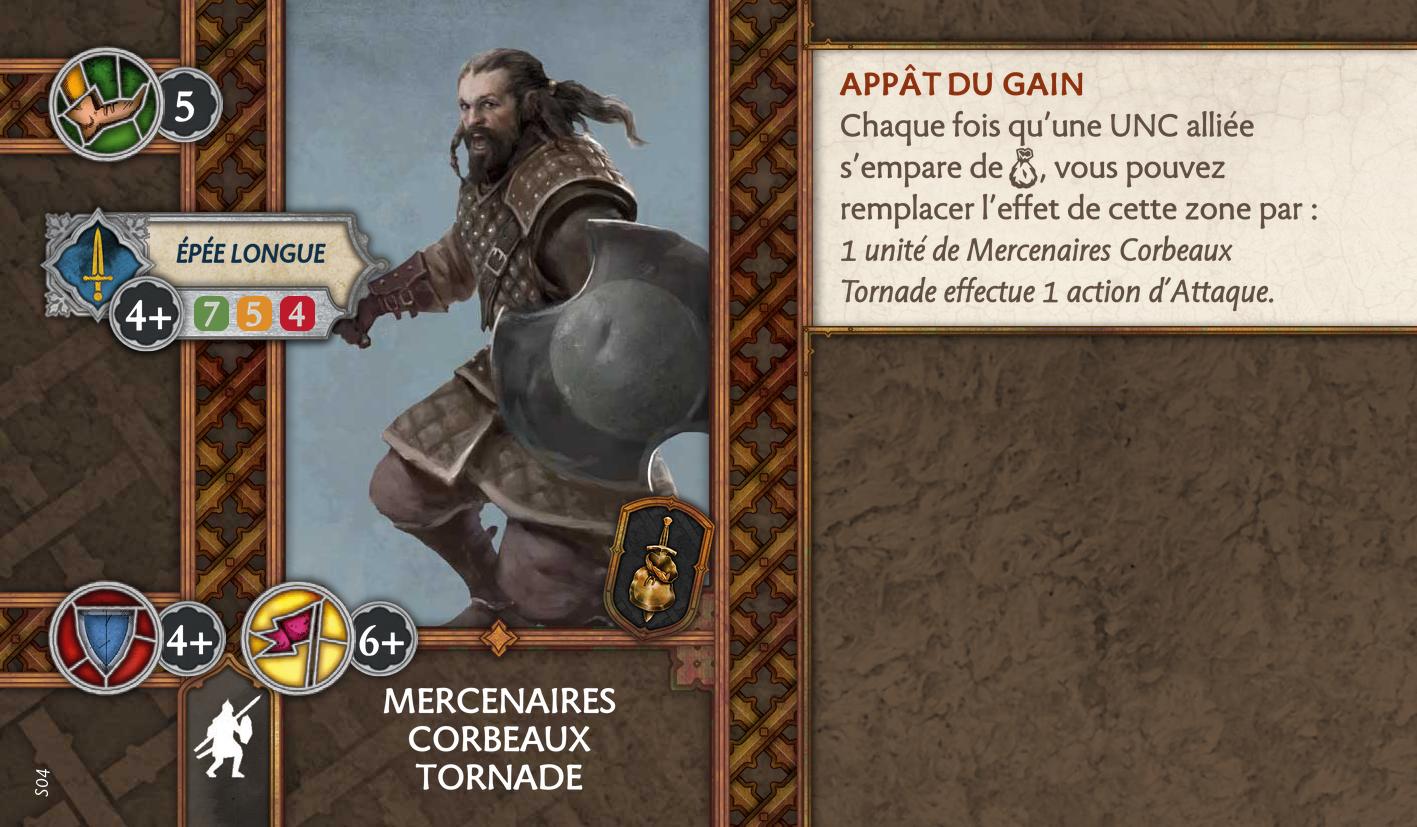 5
ÉPÉE LONGUE
4+ 7 5 4
4+ 6+
MERCENAIRES
CORBEAUX
TORNADE
S04
APPÂT DU GAIN
Chaque fois qu’une UNC alliée
s’empare de , vous pouvez
remplacer l’effet de cette zone par :
1 unité de Mercenaires Corbeaux
Tornade effectue 1 action d’Attaque.